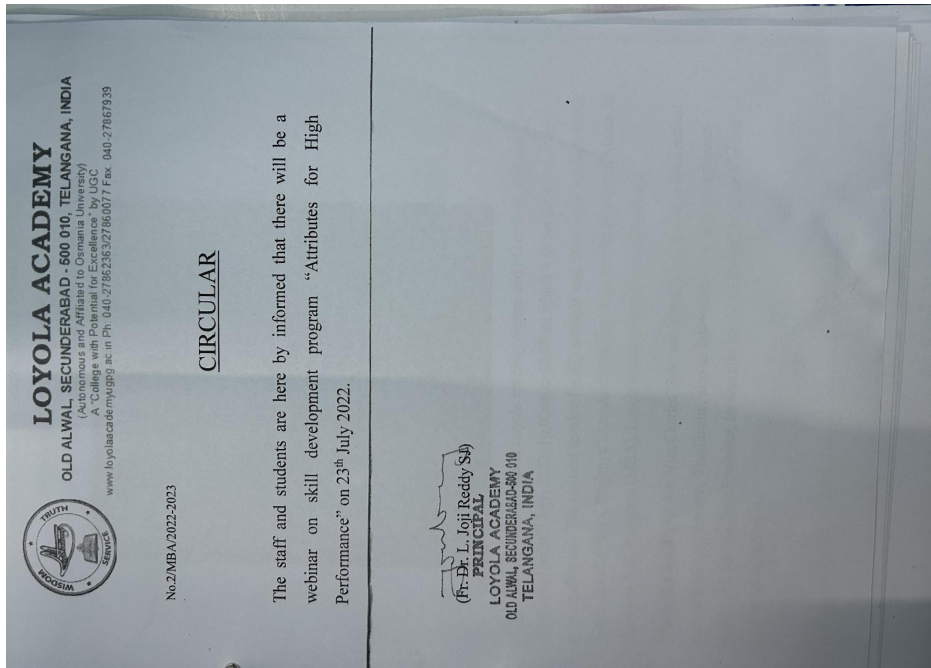 WISDOM TRUTH SERVICE
LOYOLA ACADEMY
OLD ALWAL, SECUNDERABAD - 500 010, TELANGANA, INDIA
(Autonomous and Affiliated to Osmania University)
A "College with Potential for Excellence" by UGC
www.loyolaacademyugpg ac in Ph. 040-27862363/27860077 Fax 040-27867939
No.2/MBA/2022-2023
CIRCULAR
The staff and students are here by informed that there will be a
webinar on skill development program “Attributes for High
Performance” on 23th July 2022.
(Fr. Dr. L. Joji Reddy SJ)
PRINCIPAL
LOYOLA ACADEMY
OLD ALWAL, SECUNDERABAD-500 010
TELANGANA, INDIA